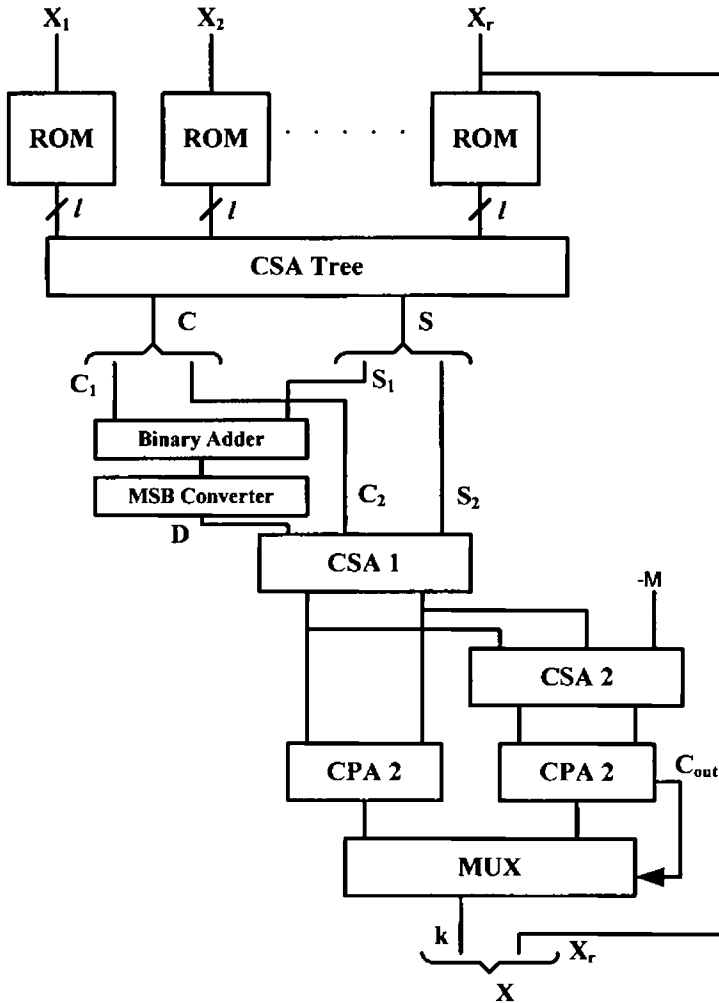 X1 X2 Xr
ROM ROM . . . . . . ROM
l l l
CSA Tree
C S
C1 S1
Binary Adder
MSB Converter
C2 S2
D
CSA 1
-M
CSA 2
CPA 2 CPA 2 Cout
MUX
k Xr
X